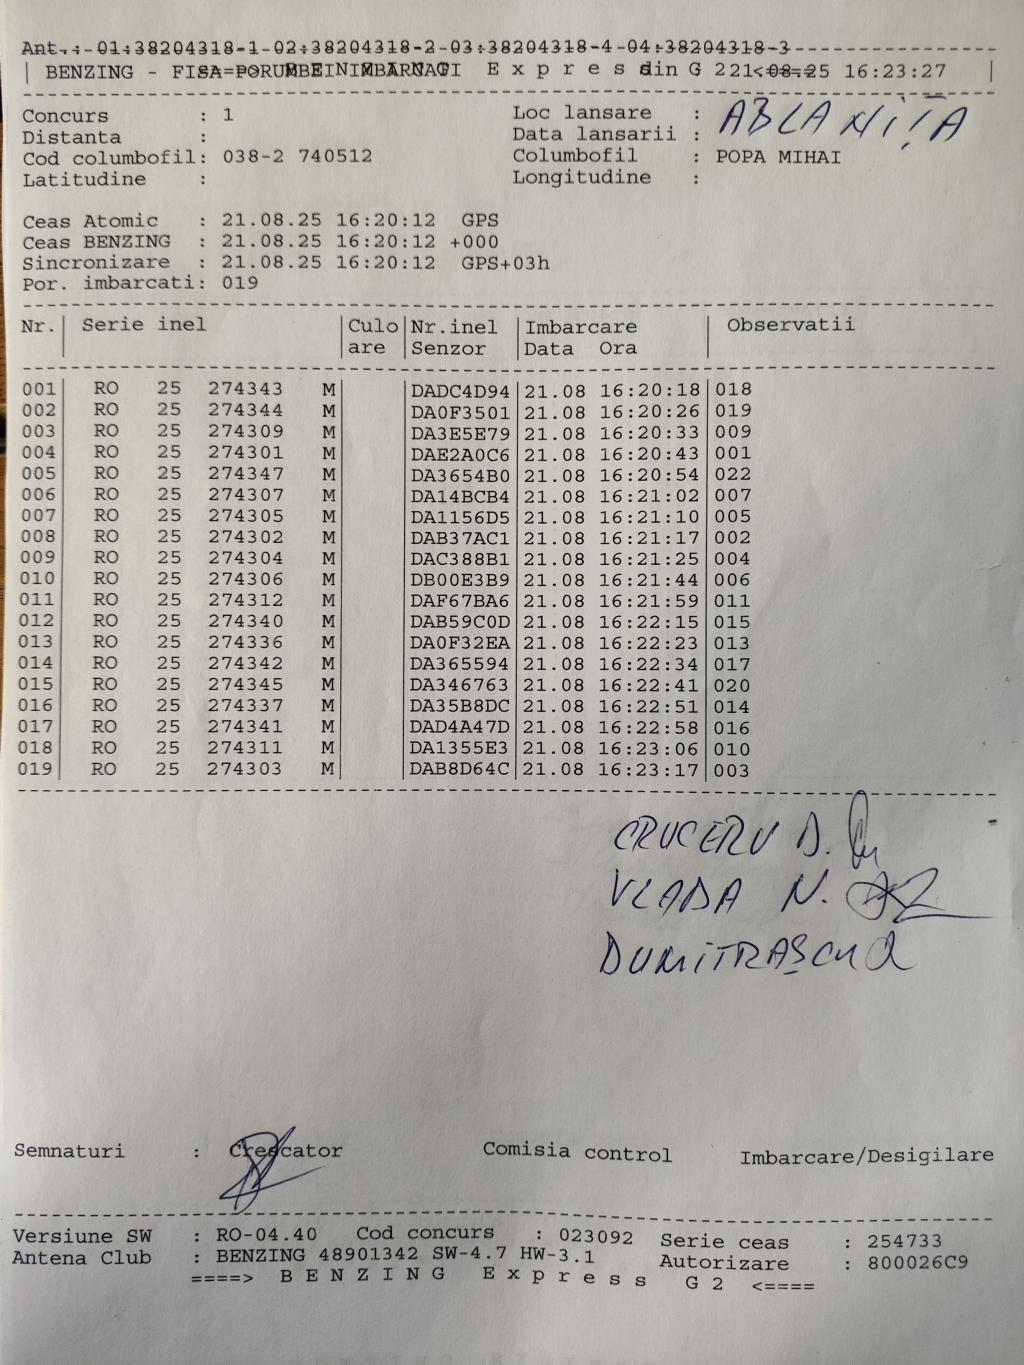 Ant.:-01:38204318-1-02:38204318-2-03:38204318-4-04:38204318-3
| BENZING - E x p r e s G 2 16:23:27 |
Concurs : 1 Loc lansare : ABLANIȚA
Distanta : Data lansarii :
Cod columbofil: 038-2 740512 Columbofil : POPA MIHAI
Latitudine : Longitudine :
Ceas Atomic : 21.08.25 16:20:12 GPS
Ceas BENZING : 21.08.25 16:20:12 +000
Sincronizare : 21.08.25 16:20:12 GPS+03h
Por. imbarcati: 019
Nr.| Serie inel |Culo|Nr.inel |Imbarcare | Observatii
| |are |Senzor |Data Ora |
001| RO 25 274343 M| |DADC4D94|21.08 16:20:18|018
002| RO 25 274344 M| |DA0F3501|21.08 16:20:26|019
003| RO 25 274309 M| |DA3E5E79|21.08 16:20:33|009
004| RO 25 274301 M| |DAE2A0C6|21.08 16:20:43|001
005| RO 25 274347 M| |DA3654B0|21.08 16:20:54|022
006| RO 25 274307 M| |DA14BCB4|21.08 16:21:02|007
007| RO 25 274305 M| |DA1156D5|21.08 16:21:10|005
008| RO 25 274302 M| |DAB37AC1|21.08 16:21:17|002
009| RO 25 274304 M| |DAC388B1|21.08 16:21:25|004
010| RO 25 274306 M| |DB00E3B9|21.08 16:21:44|006
011| RO 25 274312 M| |DAF67BA6|21.08 16:21:59|011
012| RO 25 274340 M| |DAB59C0D|21.08 16:22:15|015
013| RO 25 274336 M| |DA0F32EA|21.08 16:22:23|013
014| RO 25 274342 M| |DA365594|21.08 16:22:34|017
015| RO 25 274345 M| |DA346763|21.08 16:22:41|020
016| RO 25 274337 M| |DA35B8DC|21.08 16:22:51|014
017| RO 25 274341 M| |DAD4A47D|21.08 16:22:58|016
018| RO 25 274311 M| |DA1355E3|21.08 16:23:06|010
019| RO 25 274303 M| |DAB8D64C|21.08 16:23:17|003
CRUCERU D.
VLADA N.
DUMITRAȘCU
Semnaturi : Crescator Comisia control Imbarcare/Desigilare
Versiune SW : RO-04.40 Cod concurs : 023092 Serie ceas : 254733
Antena Club : BENZING 48901342 SW-4.7 HW-3.1 Autorizare : 800026C9
====> B E N Z I N G E x p r e s s G 2 <====